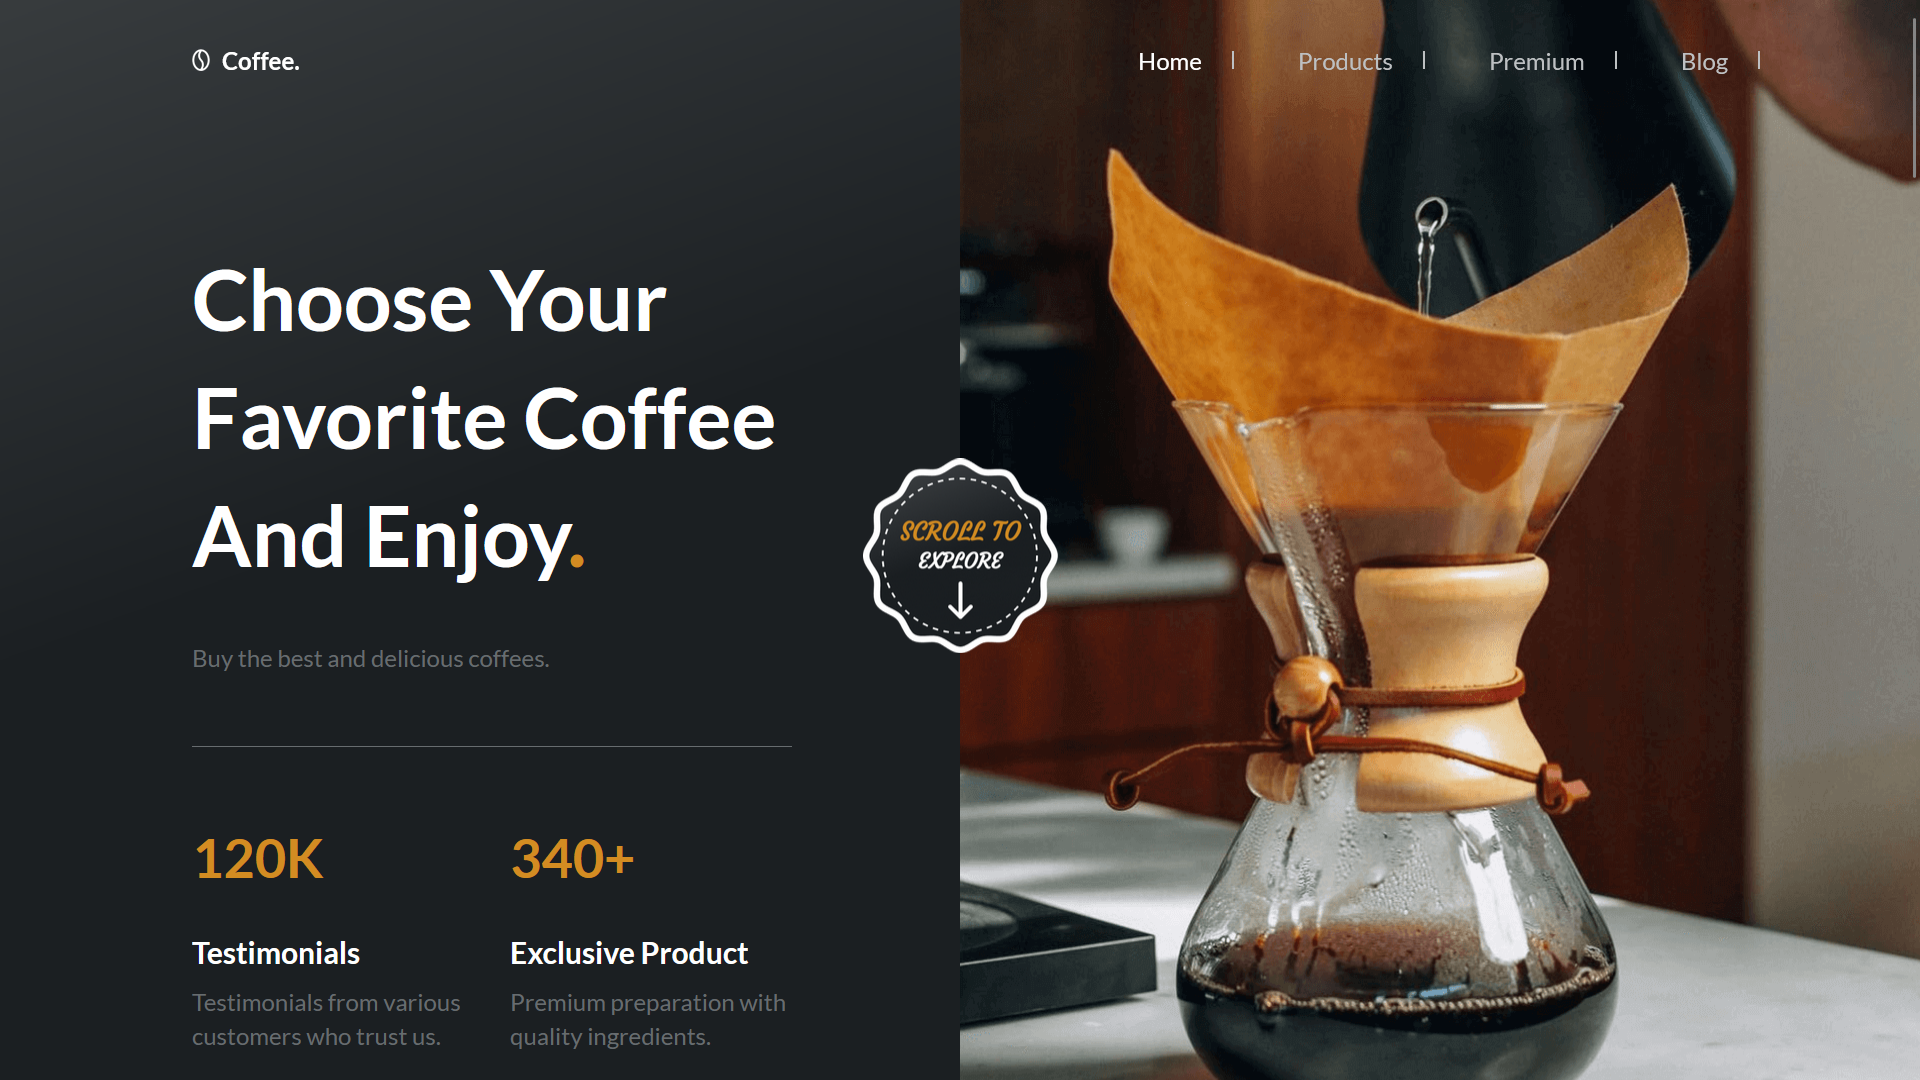 Coffee.
Home
Products
Premium
Blog
Choose Your
Favorite Coffee
And Enjoy.
SCROLL TO
EXPLORE
Buy the best and delicious coffees.
120K
340+
Testimonials
Exclusive Product
Testimonials from various
customers who trust us.
Premium preparation with
quality ingredients.